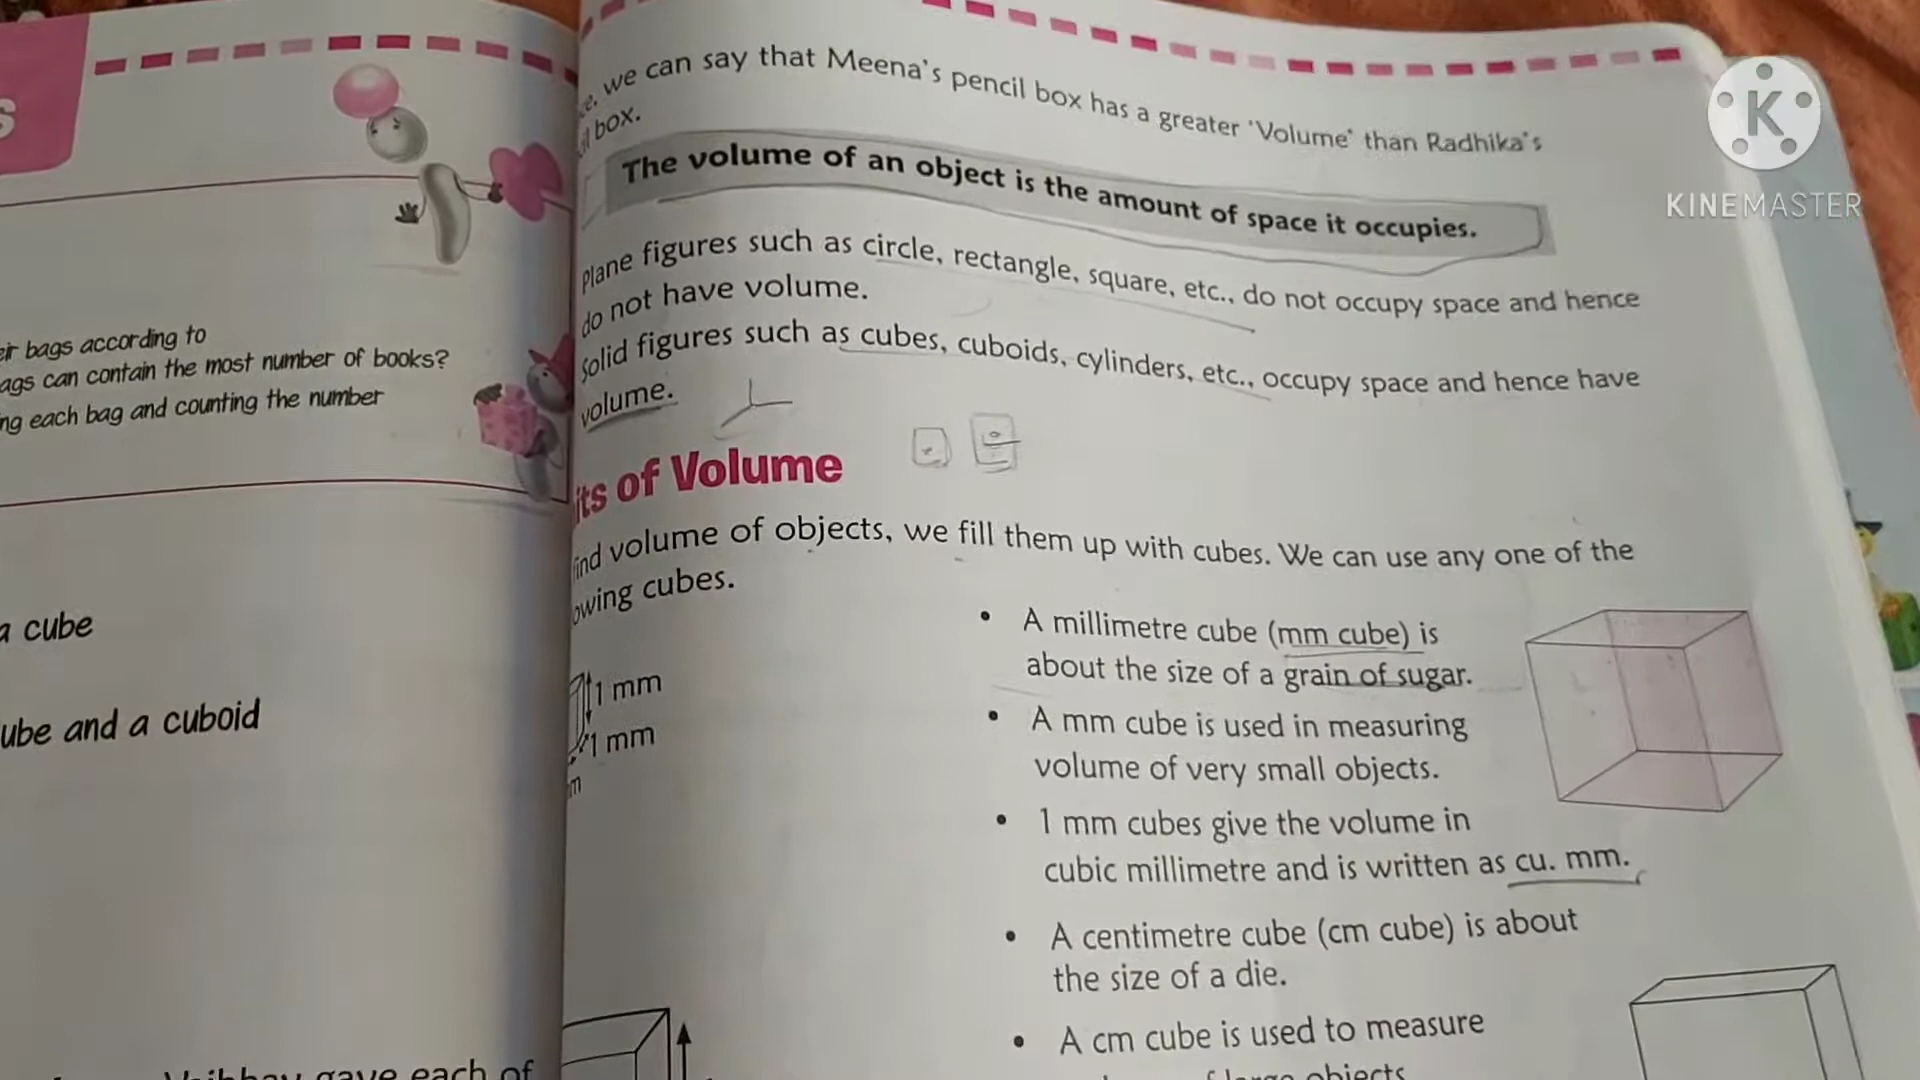 s
eir bags according to
ags can contain the most number of books?
ng each bag and counting the number
a cube
ube and a cuboid
gave each of
ce, we can say that Meena's pencil box has a greater 'Volume' than Radhika's
il box.
The volume of an object is the amount of space it occupies.
Plane figures such as circle, rectangle, square, etc., do not occupy space and hence
do not have volume.
Solid figures such as cubes, cuboids, cylinders, etc., occupy space and hence have
volume.
its of Volume
find volume of objects, we fill them up with cubes. We can use any one of the
owing cubes.
1 mm
1 mm
m
• A millimetre cube (mm cube) is
about the size of a grain of sugar.
• A mm cube is used in measuring
volume of very small objects.
• 1 mm cubes give the volume in
cubic millimetre and is written as cu. mm.
• A centimetre cube (cm cube) is about
the size of a die.
• A cm cube is used to measure
objects
K
KINEMASTER